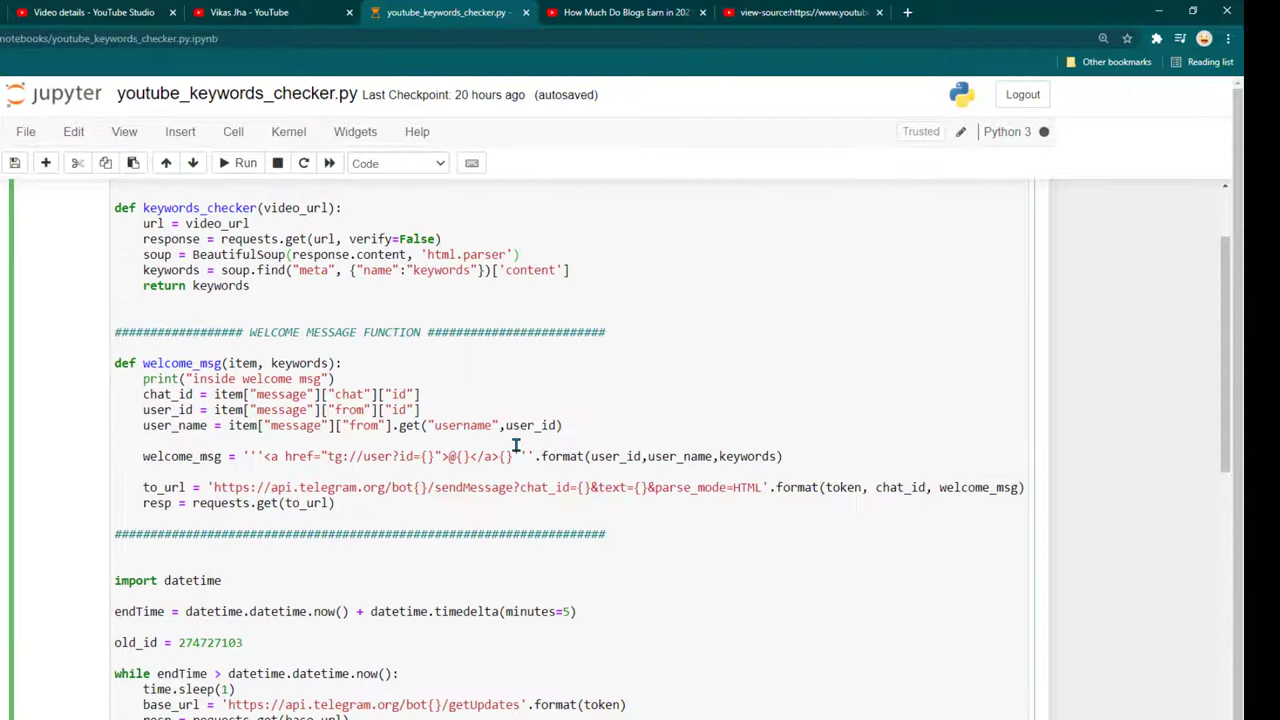 Video details - YouTube Studio
Vikas Jha - YouTube
youtube_keywords_checker.py -
How Much Do Blogs Earn in 202
view-source:https://www.youtub
notebooks/youtube_keywords_checker.py.ipynb
Other bookmarks
Reading list
jupyter youtube_keywords_checker.py Last Checkpoint: 20 hours ago (autosaved)
Logout
File Edit View Insert Cell Kernel Widgets Help
Trusted Python 3
Run Code
def keywords_checker(video_url):
    url = video_url
    response = requests.get(url, verify=False)
    soup = BeautifulSoup(response.content, 'html.parser')
    keywords = soup.find("meta", {"name":"keywords"})['content']
    return keywords
################## WELCOME MESSAGE FUNCTION #########################
def welcome_msg(item, keywords):
    print("inside welcome msg")
    chat_id = item["message"]["chat"]["id"]
    user_id = item["message"]["from"]["id"]
    user_name = item["message"]["from"].get("username",user_id)
    welcome_msg = '''<a href="tg://user?id={}">@{}</a>{} '''.format(user_id,user_name,keywords)
    to_url = 'https://api.telegram.org/bot{}/sendMessage?chat_id={}&text={}&parse_mode=HTML'.format(token, chat_id, welcome_msg)
    resp = requests.get(to_url)
#####################################################################
import datetime
endTime = datetime.datetime.now() + datetime.timedelta(minutes=5)
old_id = 274727103
while endTime > datetime.datetime.now():
    time.sleep(1)
    base_url = 'https://api.telegram.org/bot{}/getUpdates'.format(token)
    resp = requests.get(base_url)